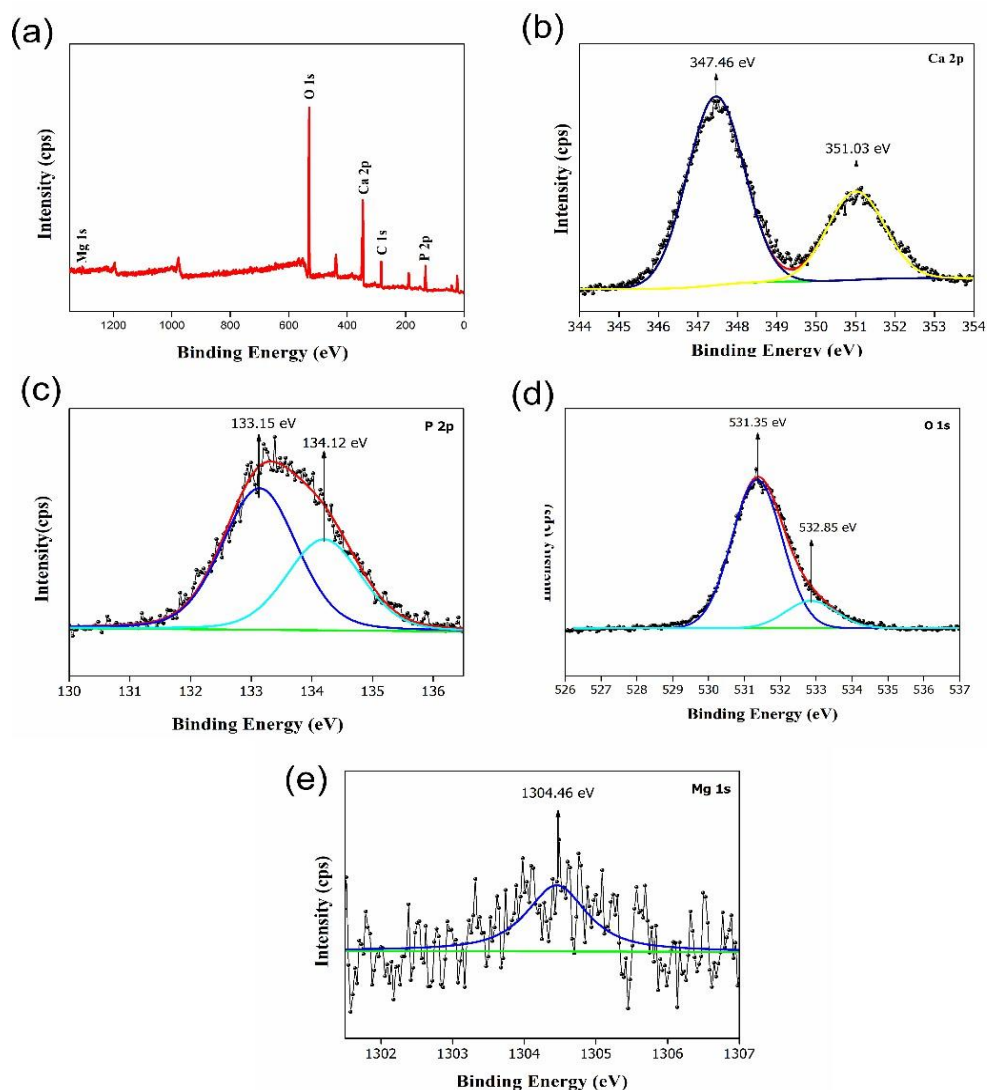 (a)
Intensity (cps)
Mg 1s
O 1s
Ca 2p
C 1s
P 2p
1200 1000 800 600 400 200 0
Binding Energy (eV)
(b)
Intensity (cps)
347.46 eV
Ca 2p
351.03 eV
344 345 346 347 348 349 350 351 352 353 354
Binding Energy (eV)
(c)
Intensity(cps)
133.15 eV
P 2p
134.12 eV
130 131 132 133 134 135 136
Binding Energy (eV)
(d)
Intensity (cps)
531.35 eV
O 1s
532.85 eV
526 527 528 529 530 531 532 533 534 535 536 537
Binding Energy (eV)
(e)
Intensity (cps)
1304.46 eV
Mg 1s
1302 1303 1304 1305 1306 1307
Binding Energy (eV)